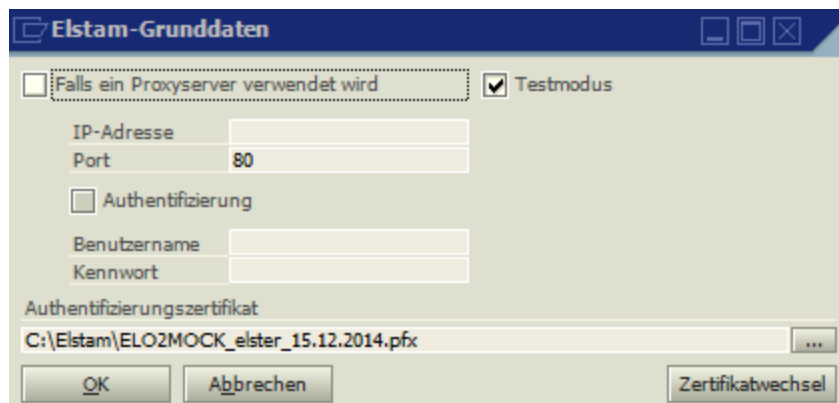 Elstam-Grunddaten
Falls ein Proxyserver verwendet wird Testmodus
IP-Adresse
Port 80
Authentifizierung
Benutzername
Kennwort
Authentifizierungszertifikat
C:\Elstam\ELO2MOCK_elster_15.12.2014.pfx ...
OK Abbrechen Zertifikatwechsel